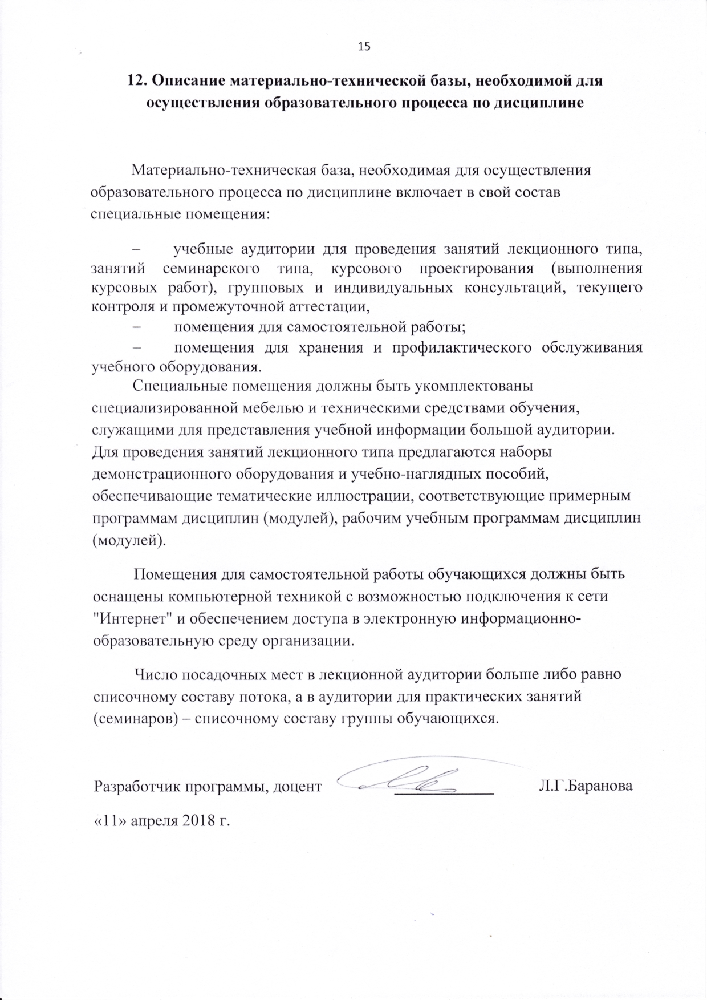 15
12. Описание материально-технической базы, необходимой для
осуществления образовательного процесса по дисциплине
Материально-техническая база, необходимая для осуществления
образовательного процесса по дисциплине включает в свой состав
специальные помещения:
– учебные аудитории для проведения занятий лекционного типа,
занятий семинарского типа, курсового проектирования (выполнения
курсовых работ), групповых и индивидуальных консультаций, текущего
контроля и промежуточной аттестации,
– помещения для самостоятельной работы;
– помещения для хранения и профилактического обслуживания
учебного оборудования.
Специальные помещения должны быть укомплектованы
специализированной мебелью и техническими средствами обучения,
служащими для представления учебной информации большой аудитории.
Для проведения занятий лекционного типа предлагаются наборы
демонстрационного оборудования и учебно-наглядных пособий,
обеспечивающие тематические иллюстрации, соответствующие примерным
программам дисциплин (модулей), рабочим учебным программам дисциплин
(модулей).
Помещения для самостоятельной работы обучающихся должны быть
оснащены компьютерной техникой с возможностью подключения к сети
"Интернет" и обеспечением доступа в электронную информационно-
образовательную среду организации.
Число посадочных мест в лекционной аудитории больше либо равно
списочному составу потока, а в аудитории для практических занятий
(семинаров) – списочному составу группы обучающихся.
Разработчик программы, доцент Л.Г.Баранова
«11» апреля 2018 г.